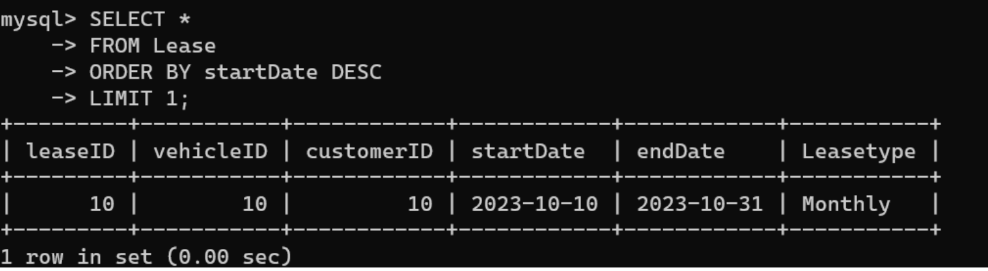 mysql> SELECT *
    -> FROM Lease
    -> ORDER BY startDate DESC
    -> LIMIT 1;
+---------+-----------+------------+------------+------------+-----------+
| leaseID | vehicleID | customerID | startDate  | endDate    | Leasetype |
+---------+-----------+------------+------------+------------+-----------+
|      10 |        10 |         10 | 2023-10-10 | 2023-10-31 | Monthly   |
+---------+-----------+------------+------------+------------+-----------+
1 row in set (0.00 sec)